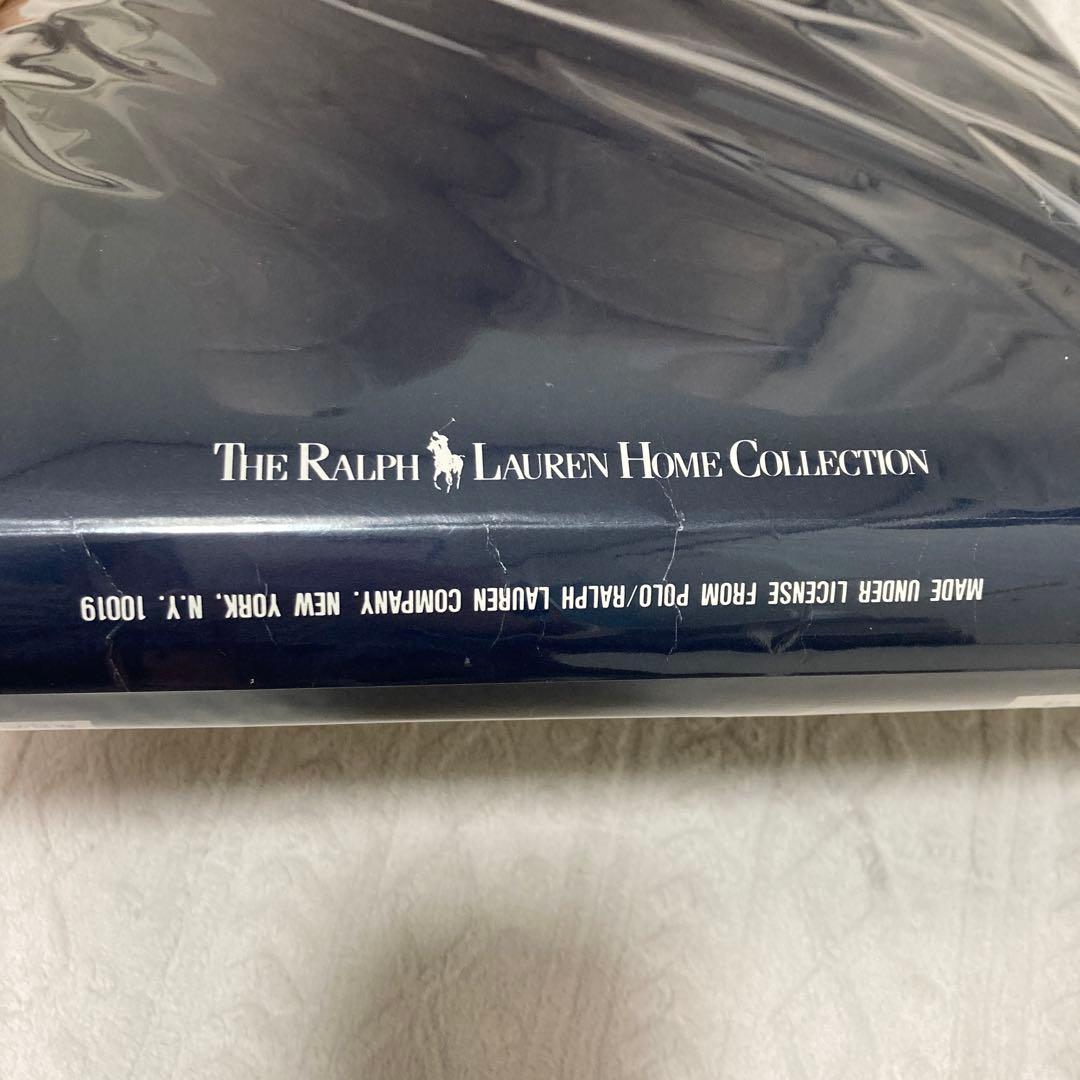 THE RALPH LAUREN HOME COLLECTION
MADE UNDER LICENSE FROM POLO/RALPH LAUREN COMPANY. NEW YORK, N.Y. 10019